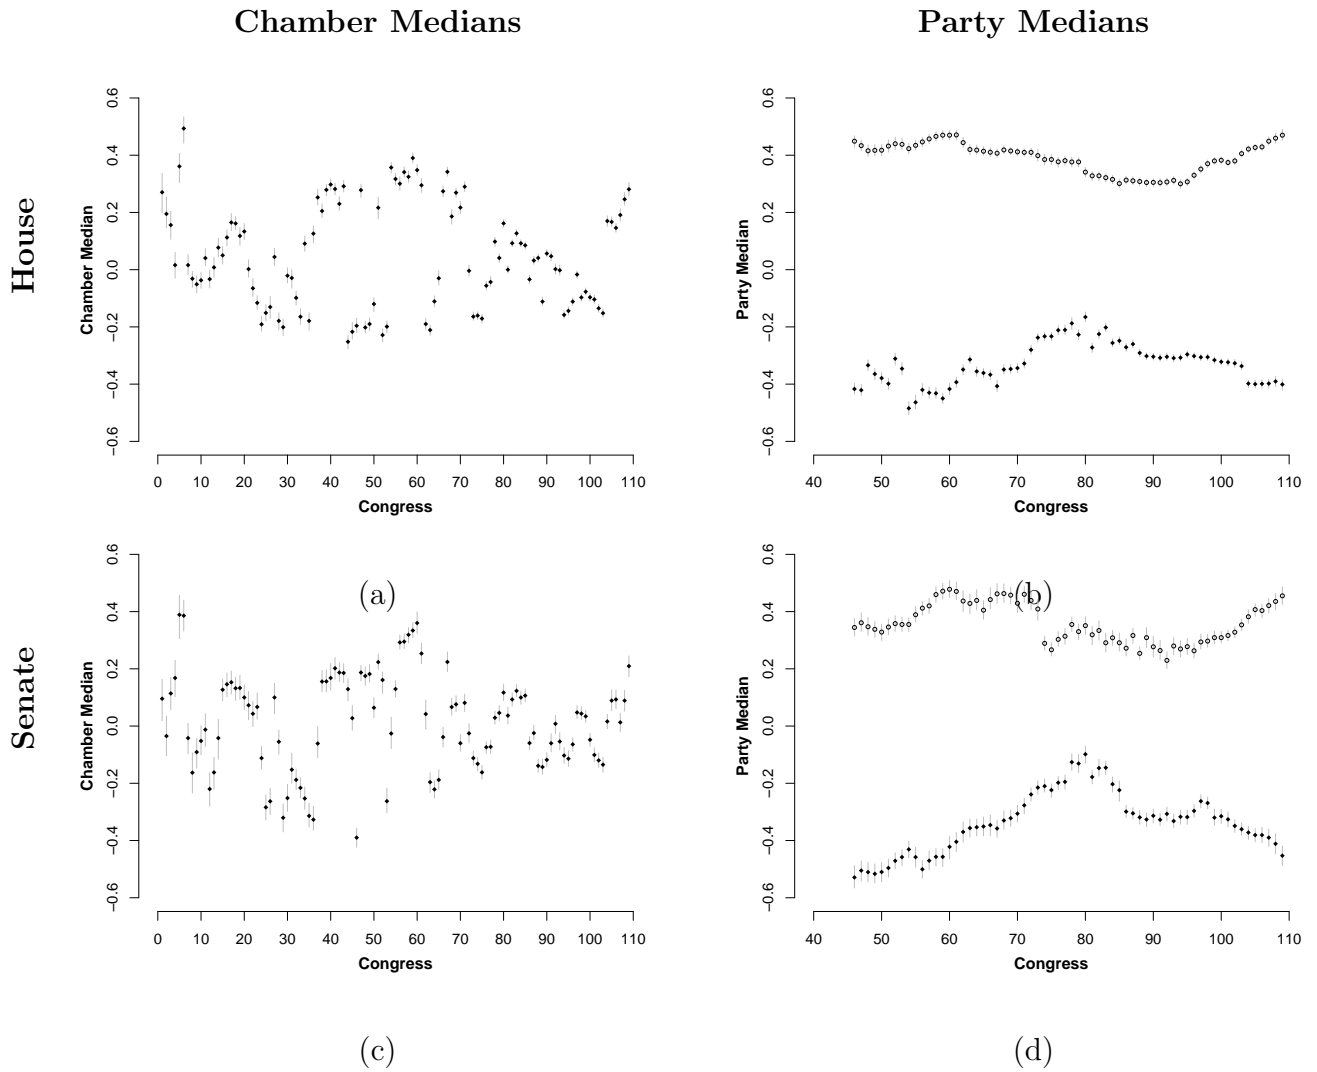 Chamber Medians
Party Medians
House
Chamber Median
0.6
0.4
0.2
0.0
−0.2
−0.4
−0.6
0 10 20 30 40 50 60 70 80 90 100 110
Congress
Party Median
0.6
0.4
0.2
0.0
−0.2
−0.4
−0.6
40 50 60 70 80 90 100 110
Congress
(a)
(b)
Senate
Chamber Median
0.6
0.4
0.2
0.0
−0.2
−0.4
−0.6
0 10 20 30 40 50 60 70 80 90 100 110
Congress
Party Median
0.6
0.4
0.2
0.0
−0.2
−0.4
−0.6
40 50 60 70 80 90 100 110
Congress
(c)
(d)